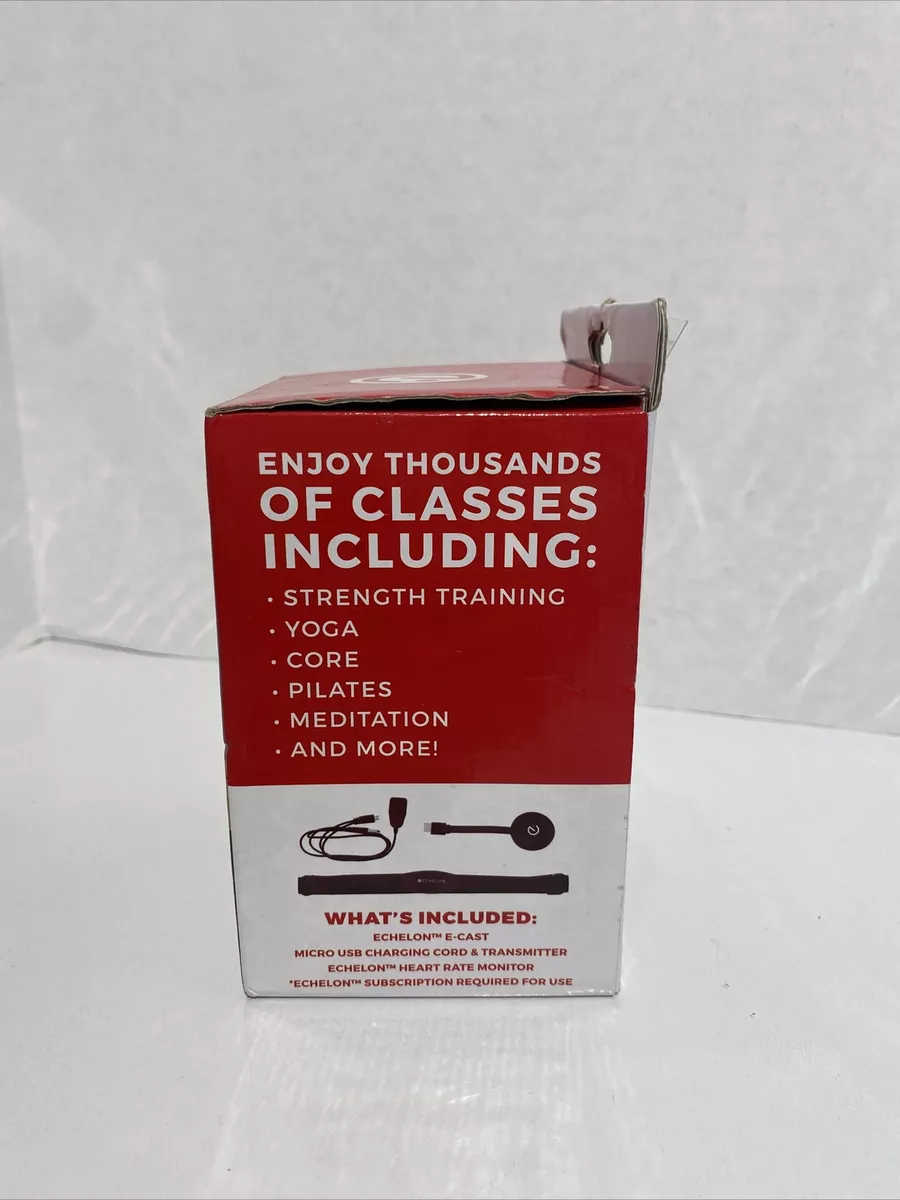 ENJOY THOUSANDS
OF CLASSES
INCLUDING:
• STRENGTH TRAINING
• YOGA
• CORE
• PILATES
• MEDITATION
• AND MORE!
ECHELON
WHAT'S INCLUDED:
ECHELON™ E-CAST
MICRO USB CHARGING CORD & TRANSMITTER
ECHELON™ HEART RATE MONITOR
*ECHELON™ SUBSCRIPTION REQUIRED FOR USE